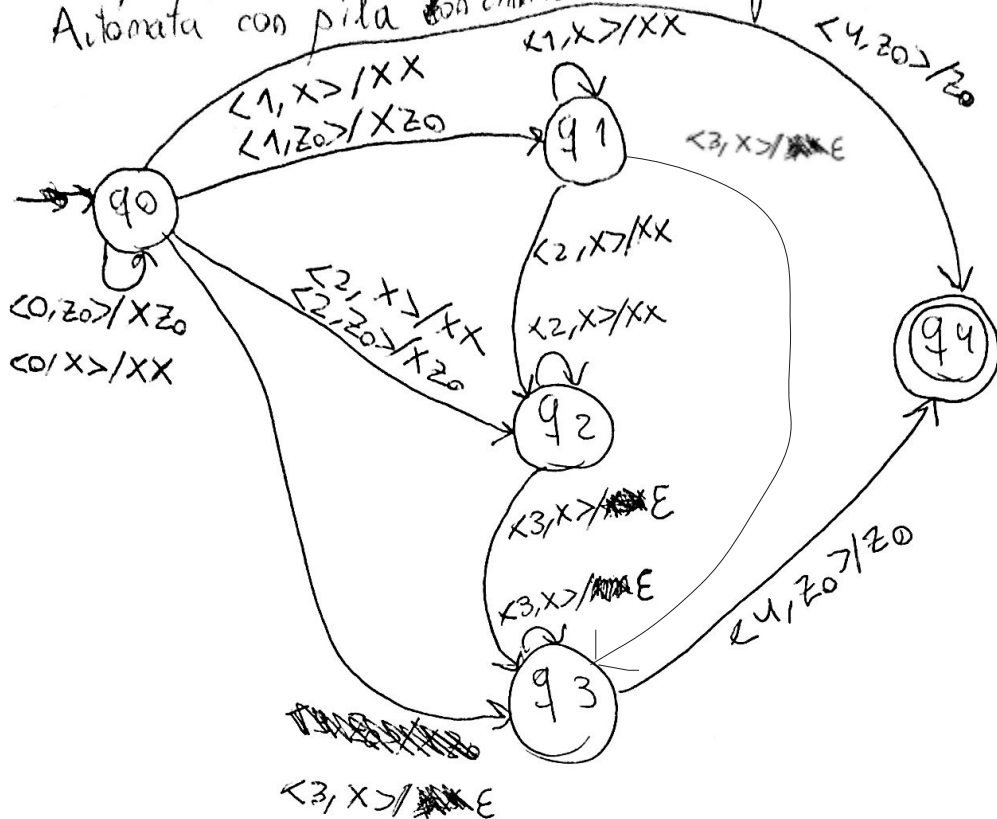 Autómata con pila con
<1,x>/XX
<4,z0>/z0
<1,X>/XX
<1,z0>/Xz0
q1
<3,x>/ε
q0
<2,x>/XX
<2,x>/XX
<2,z0>/Xz0
<0,z0>/Xz0
<0/X>/XX
<2,x>/XX
q4
q2
<3,x>/ε
<4,z0>/z0
<3,x>/ε
q3
<3,X>/ε